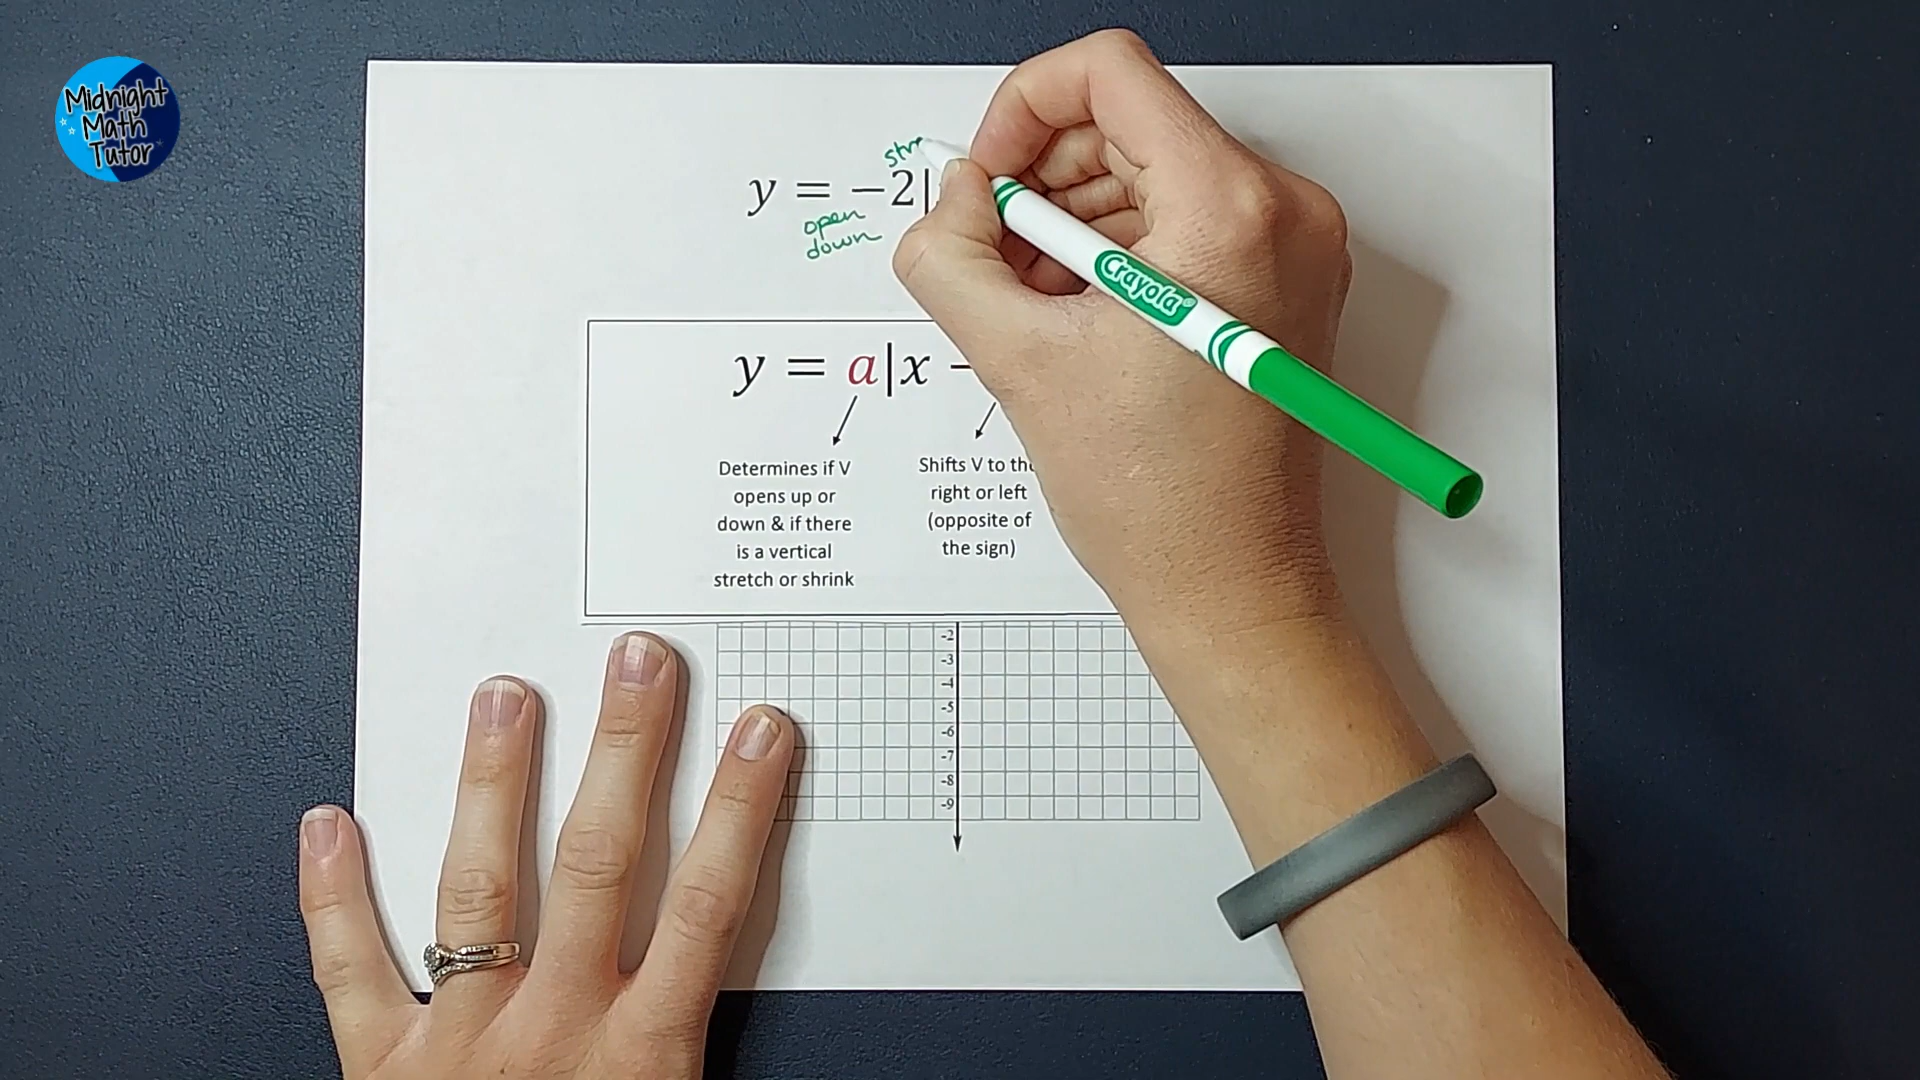 Midnight
Math
Tutor
y = −2|
open
down
y = a|x −
Determines if V
opens up or
down & if there
is a vertical
stretch or shrink
Shifts V to the
right or left
(opposite of
the sign)
Crayola
-2
-3
-4
-5
-6
-7
-8
-9